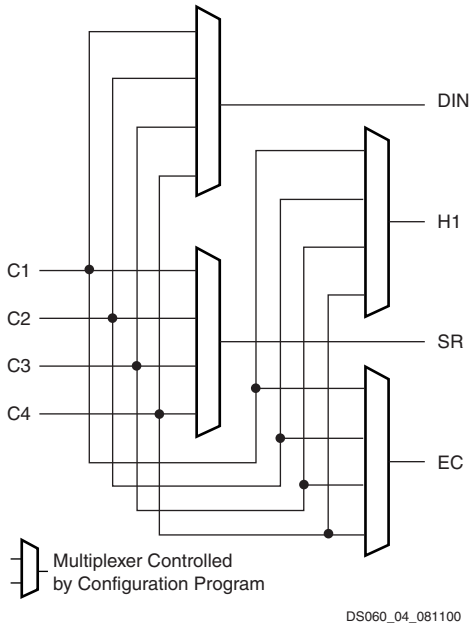 DIN
H1
C1
C2
SR
C3
C4
EC
Multiplexer Controlled
by Configuration Program
DS060_04_081100